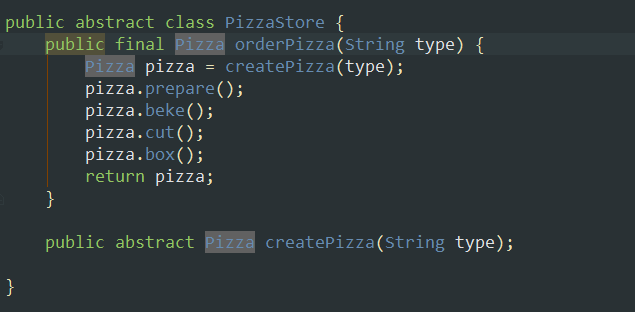 public abstract class PizzaStore {
public final Pizza orderPizza(String type) {
Pizza pizza = createPizza(type);
pizza.prepare();
pizza.beke();
pizza.cut();
pizza.box();
return pizza;
}
public abstract Pizza createPizza(String type);
}